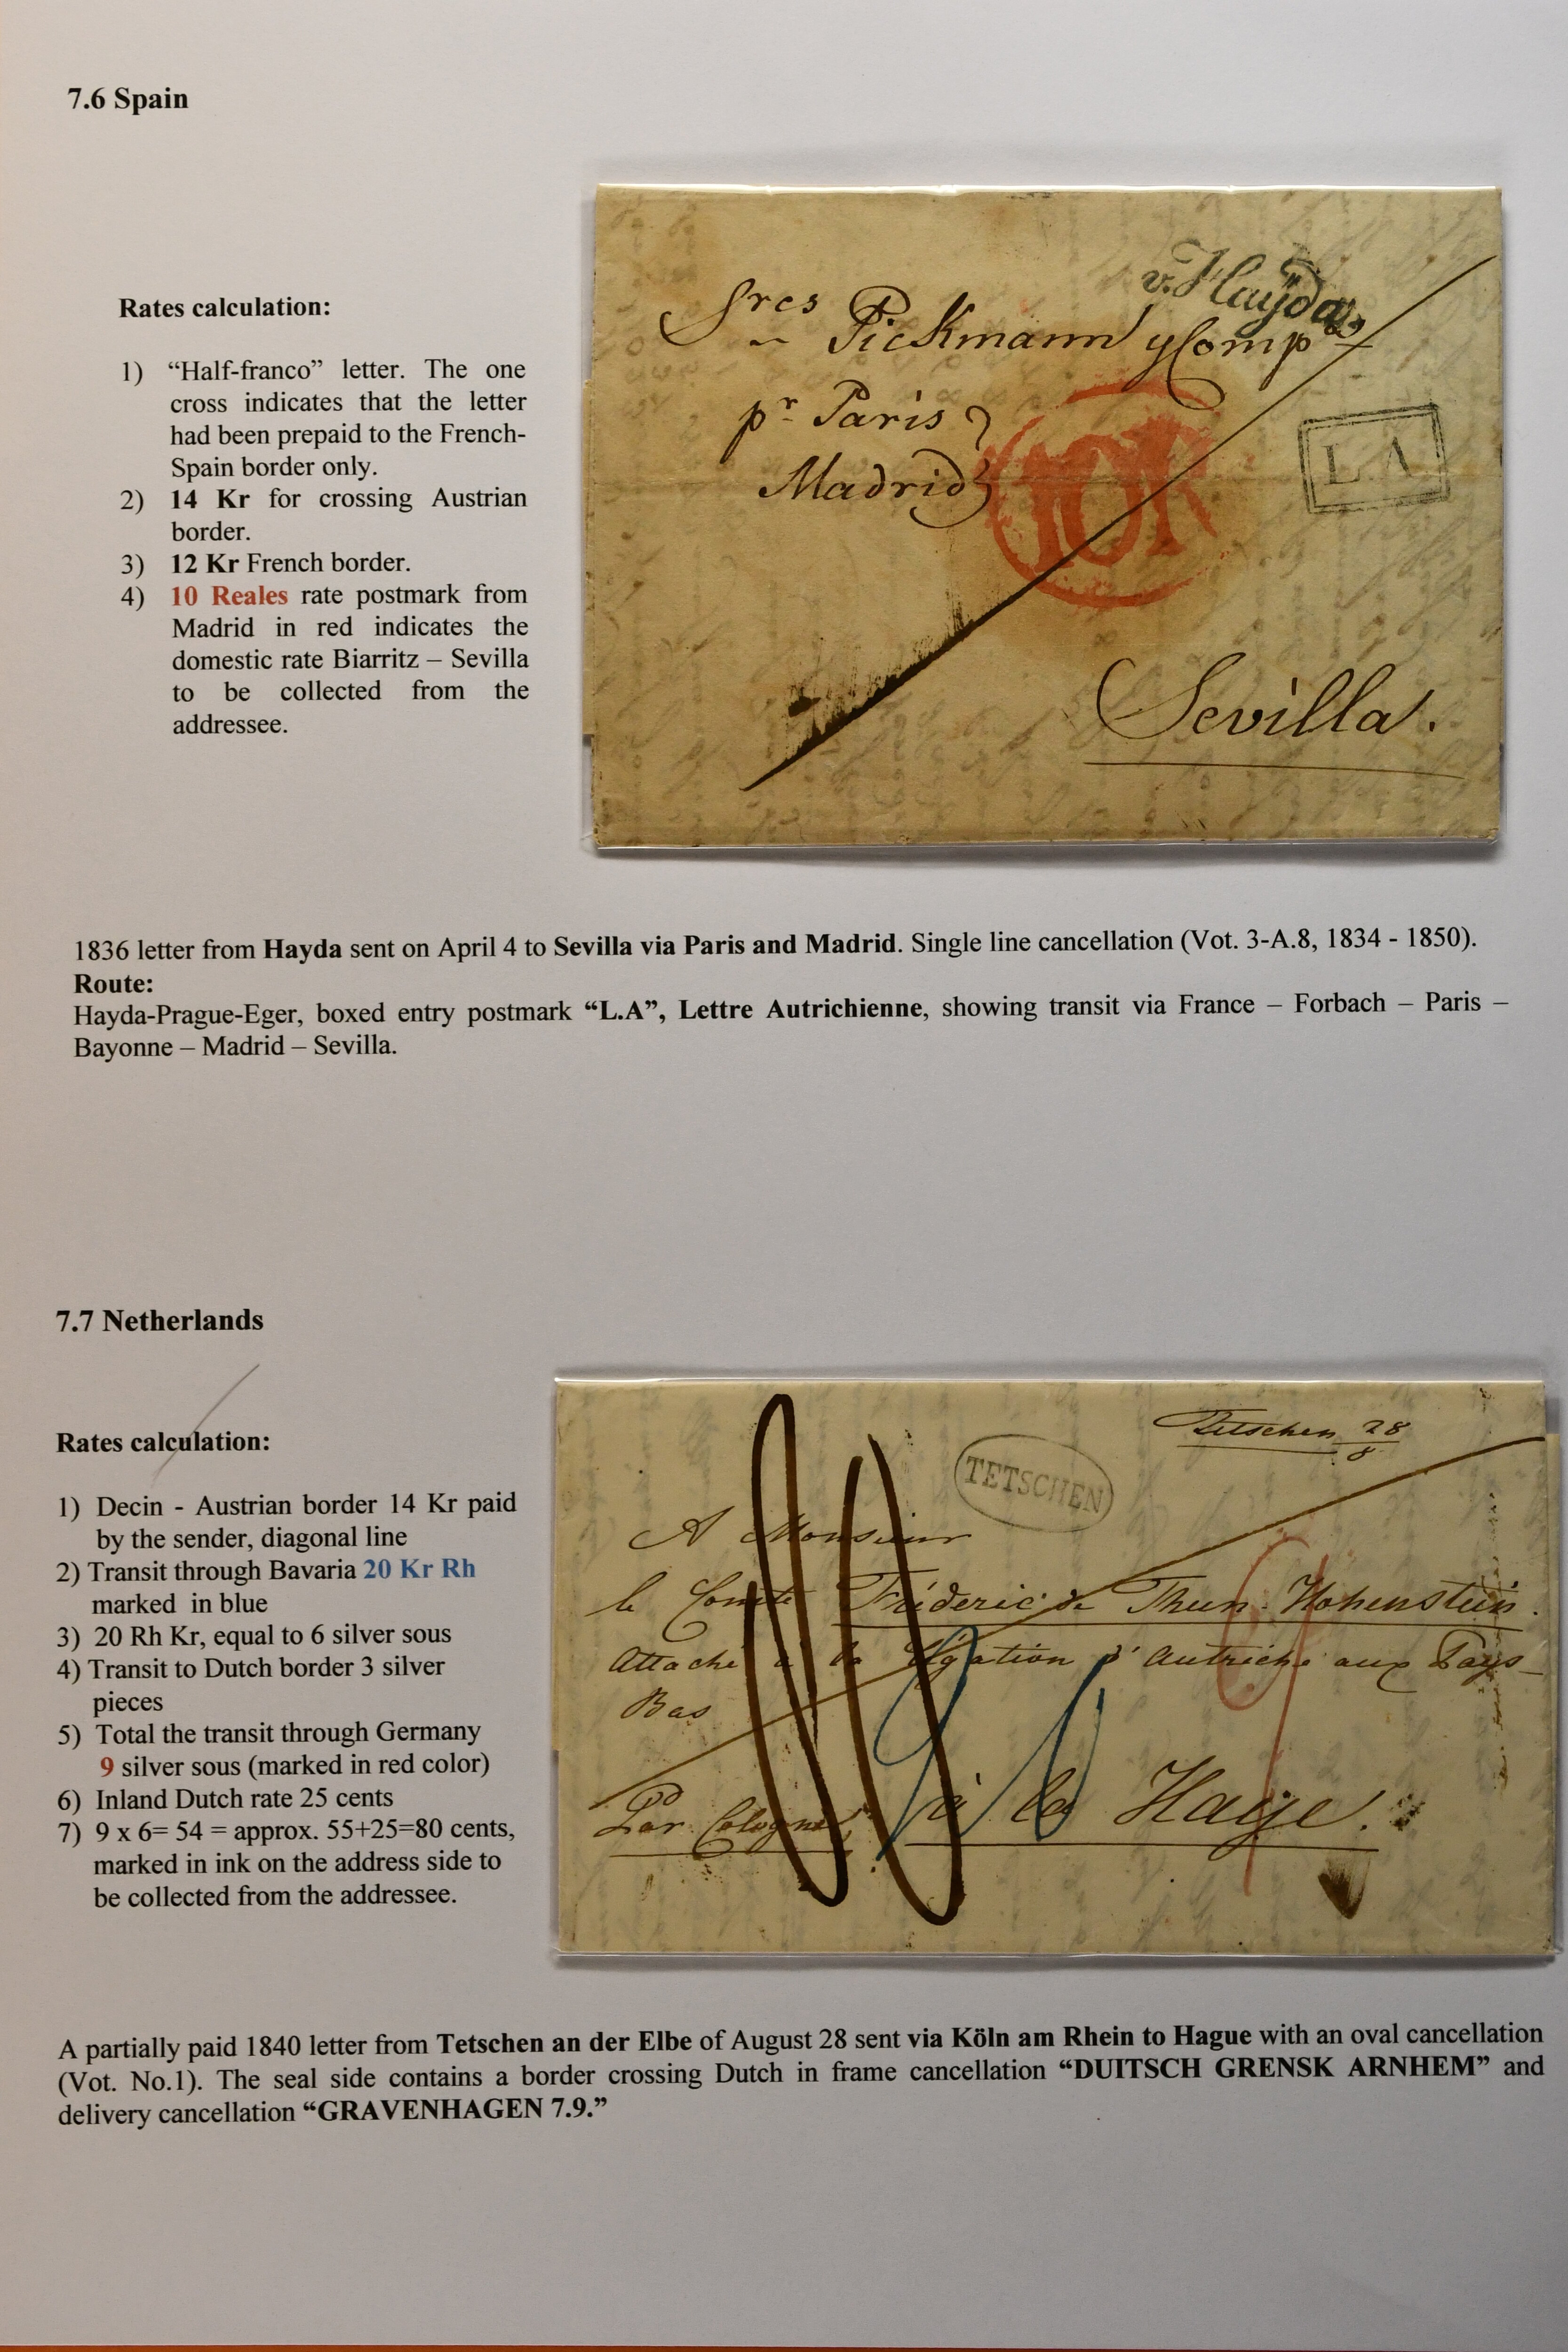 7.6 Spain
Rates calculation:
1) “Half-franco” letter. The one
cross indicates that the letter
had been prepaid to the French-
Spain border only.
2) 14 Kr for crossing Austrian
border.
3) 12 Kr French border.
4) 10 Reales rate postmark from
Madrid in red indicates the
domestic rate Biarritz – Sevilla
to be collected from the
addressee.
v. Hayda
Sres Pickmann y Compa
pr Paris
Madrid
10R
L.A
Sevilla.
1836 letter from Hayda sent on April 4 to Sevilla via Paris and Madrid. Single line cancellation (Vot. 3-A.8, 1834 - 1850).
Route:
Hayda-Prague-Eger, boxed entry postmark “L.A”, Lettre Autrichienne, showing transit via France – Forbach – Paris –
Bayonne – Madrid – Sevilla.
7.7 Netherlands
Rates calculation:
1) Decin - Austrian border 14 Kr paid
by the sender, diagonal line
2) Transit through Bavaria 20 Kr Rh
marked in blue
3) 20 Rh Kr, equal to 6 silver sous
4) Transit to Dutch border 3 silver
pieces
5) Total the transit through Germany
9 silver sous (marked in red color)
6) Inland Dutch rate 25 cents
7) 9 x 6= 54 = approx. 55+25=80 cents,
marked in ink on the address side to
be collected from the addressee.
Tetschen 28/8
TETSCHEN
A Monsieur
le Comte Fréderic de Thun-Hohenstein.
Attaché à la légation d'Autriche aux Pays-
Bas
à la Haye.
Par Cologne
A partially paid 1840 letter from Tetschen an der Elbe of August 28 sent via Köln am Rhein to Hague with an oval cancellation
(Vot. No.1). The seal side contains a border crossing Dutch in frame cancellation “DUITSCH GRENSK ARNHEM” and
delivery cancellation “GRAVENHAGEN 7.9.”